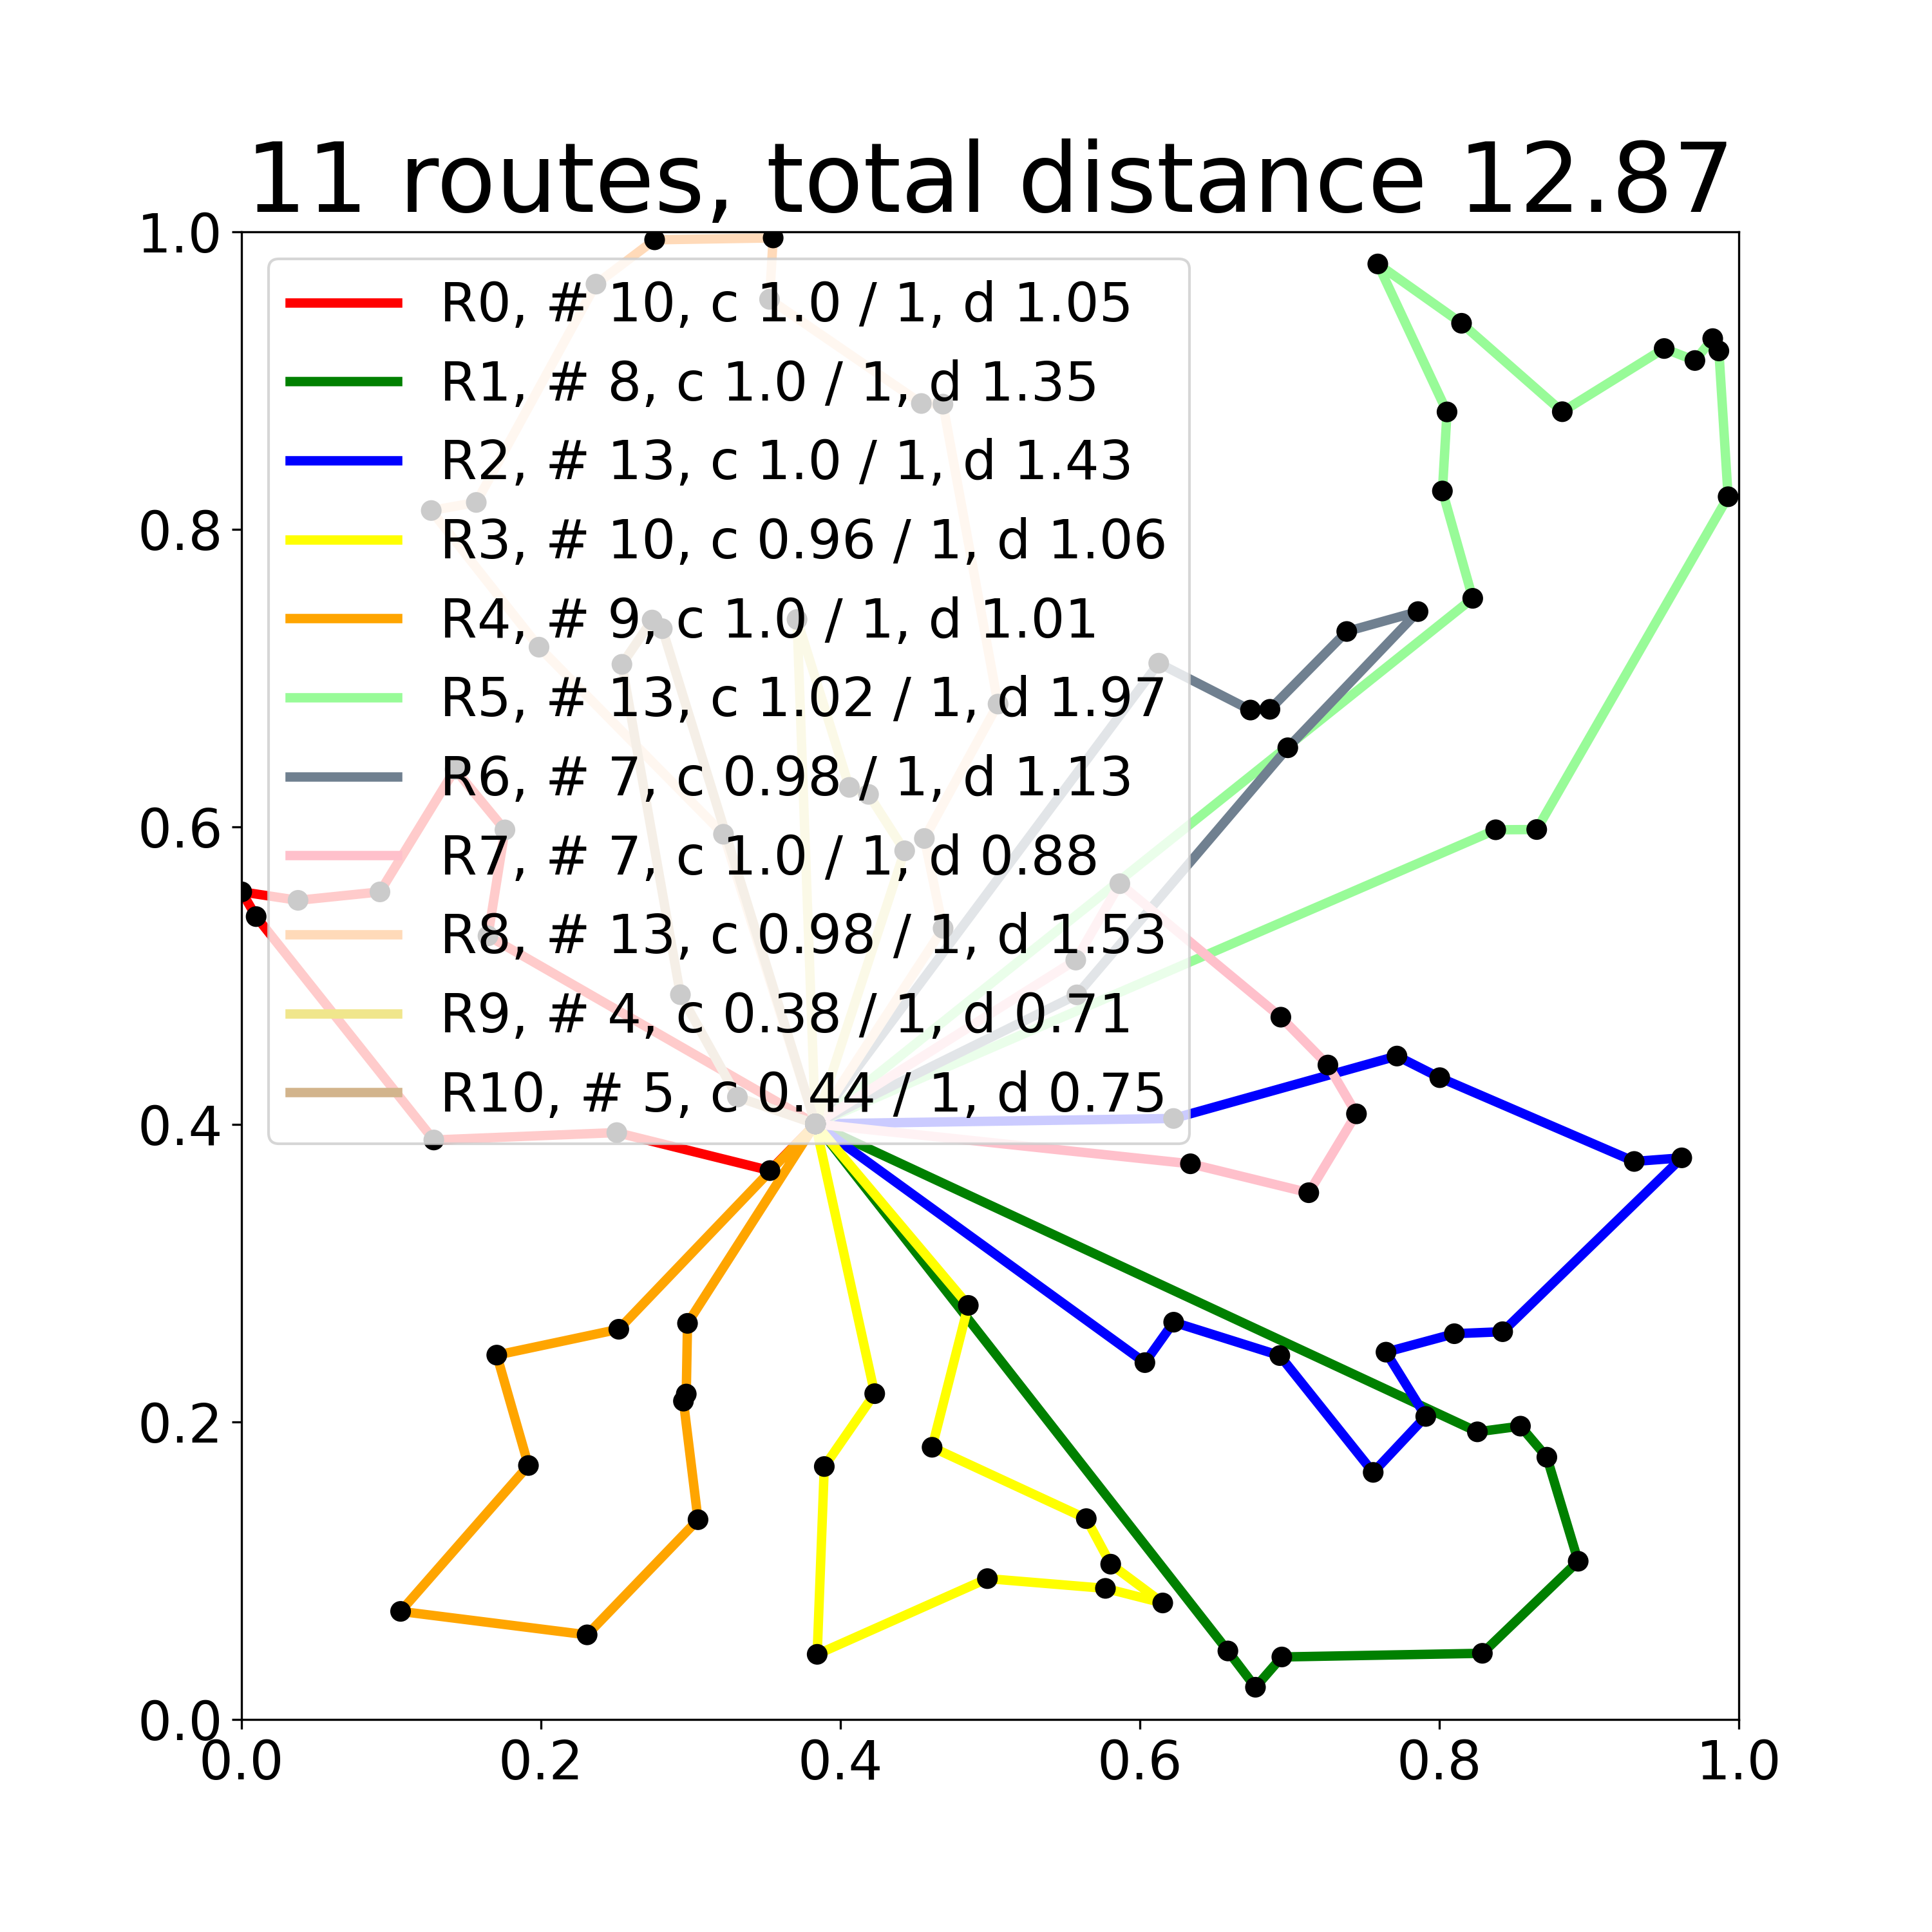 11 routes, total distance 12.87
1.0
0.8
0.6
0.4
0.2
0.0
R0, # 10, c 1.0 / 1, d 1.05
R1, # 8, c 1.0 / 1, d 1.35
R2, # 13, c 1.0 / 1, d 1.43
R3, # 10, c 0.96 / 1, d 1.06
R4, # 9, c 1.0 / 1, d 1.01
R5, # 13, c 1.02 / 1, d 1.97
R6, # 7, c 0.98 / 1, d 1.13
R7, # 7, c 1.0 / 1, d 0.88
R8, # 13, c 0.98 / 1, d 1.53
R9, # 4, c 0.38 / 1, d 0.71
R10, # 5, c 0.44 / 1, d 0.75
0.0 0.2 0.4 0.6 0.8 1.0